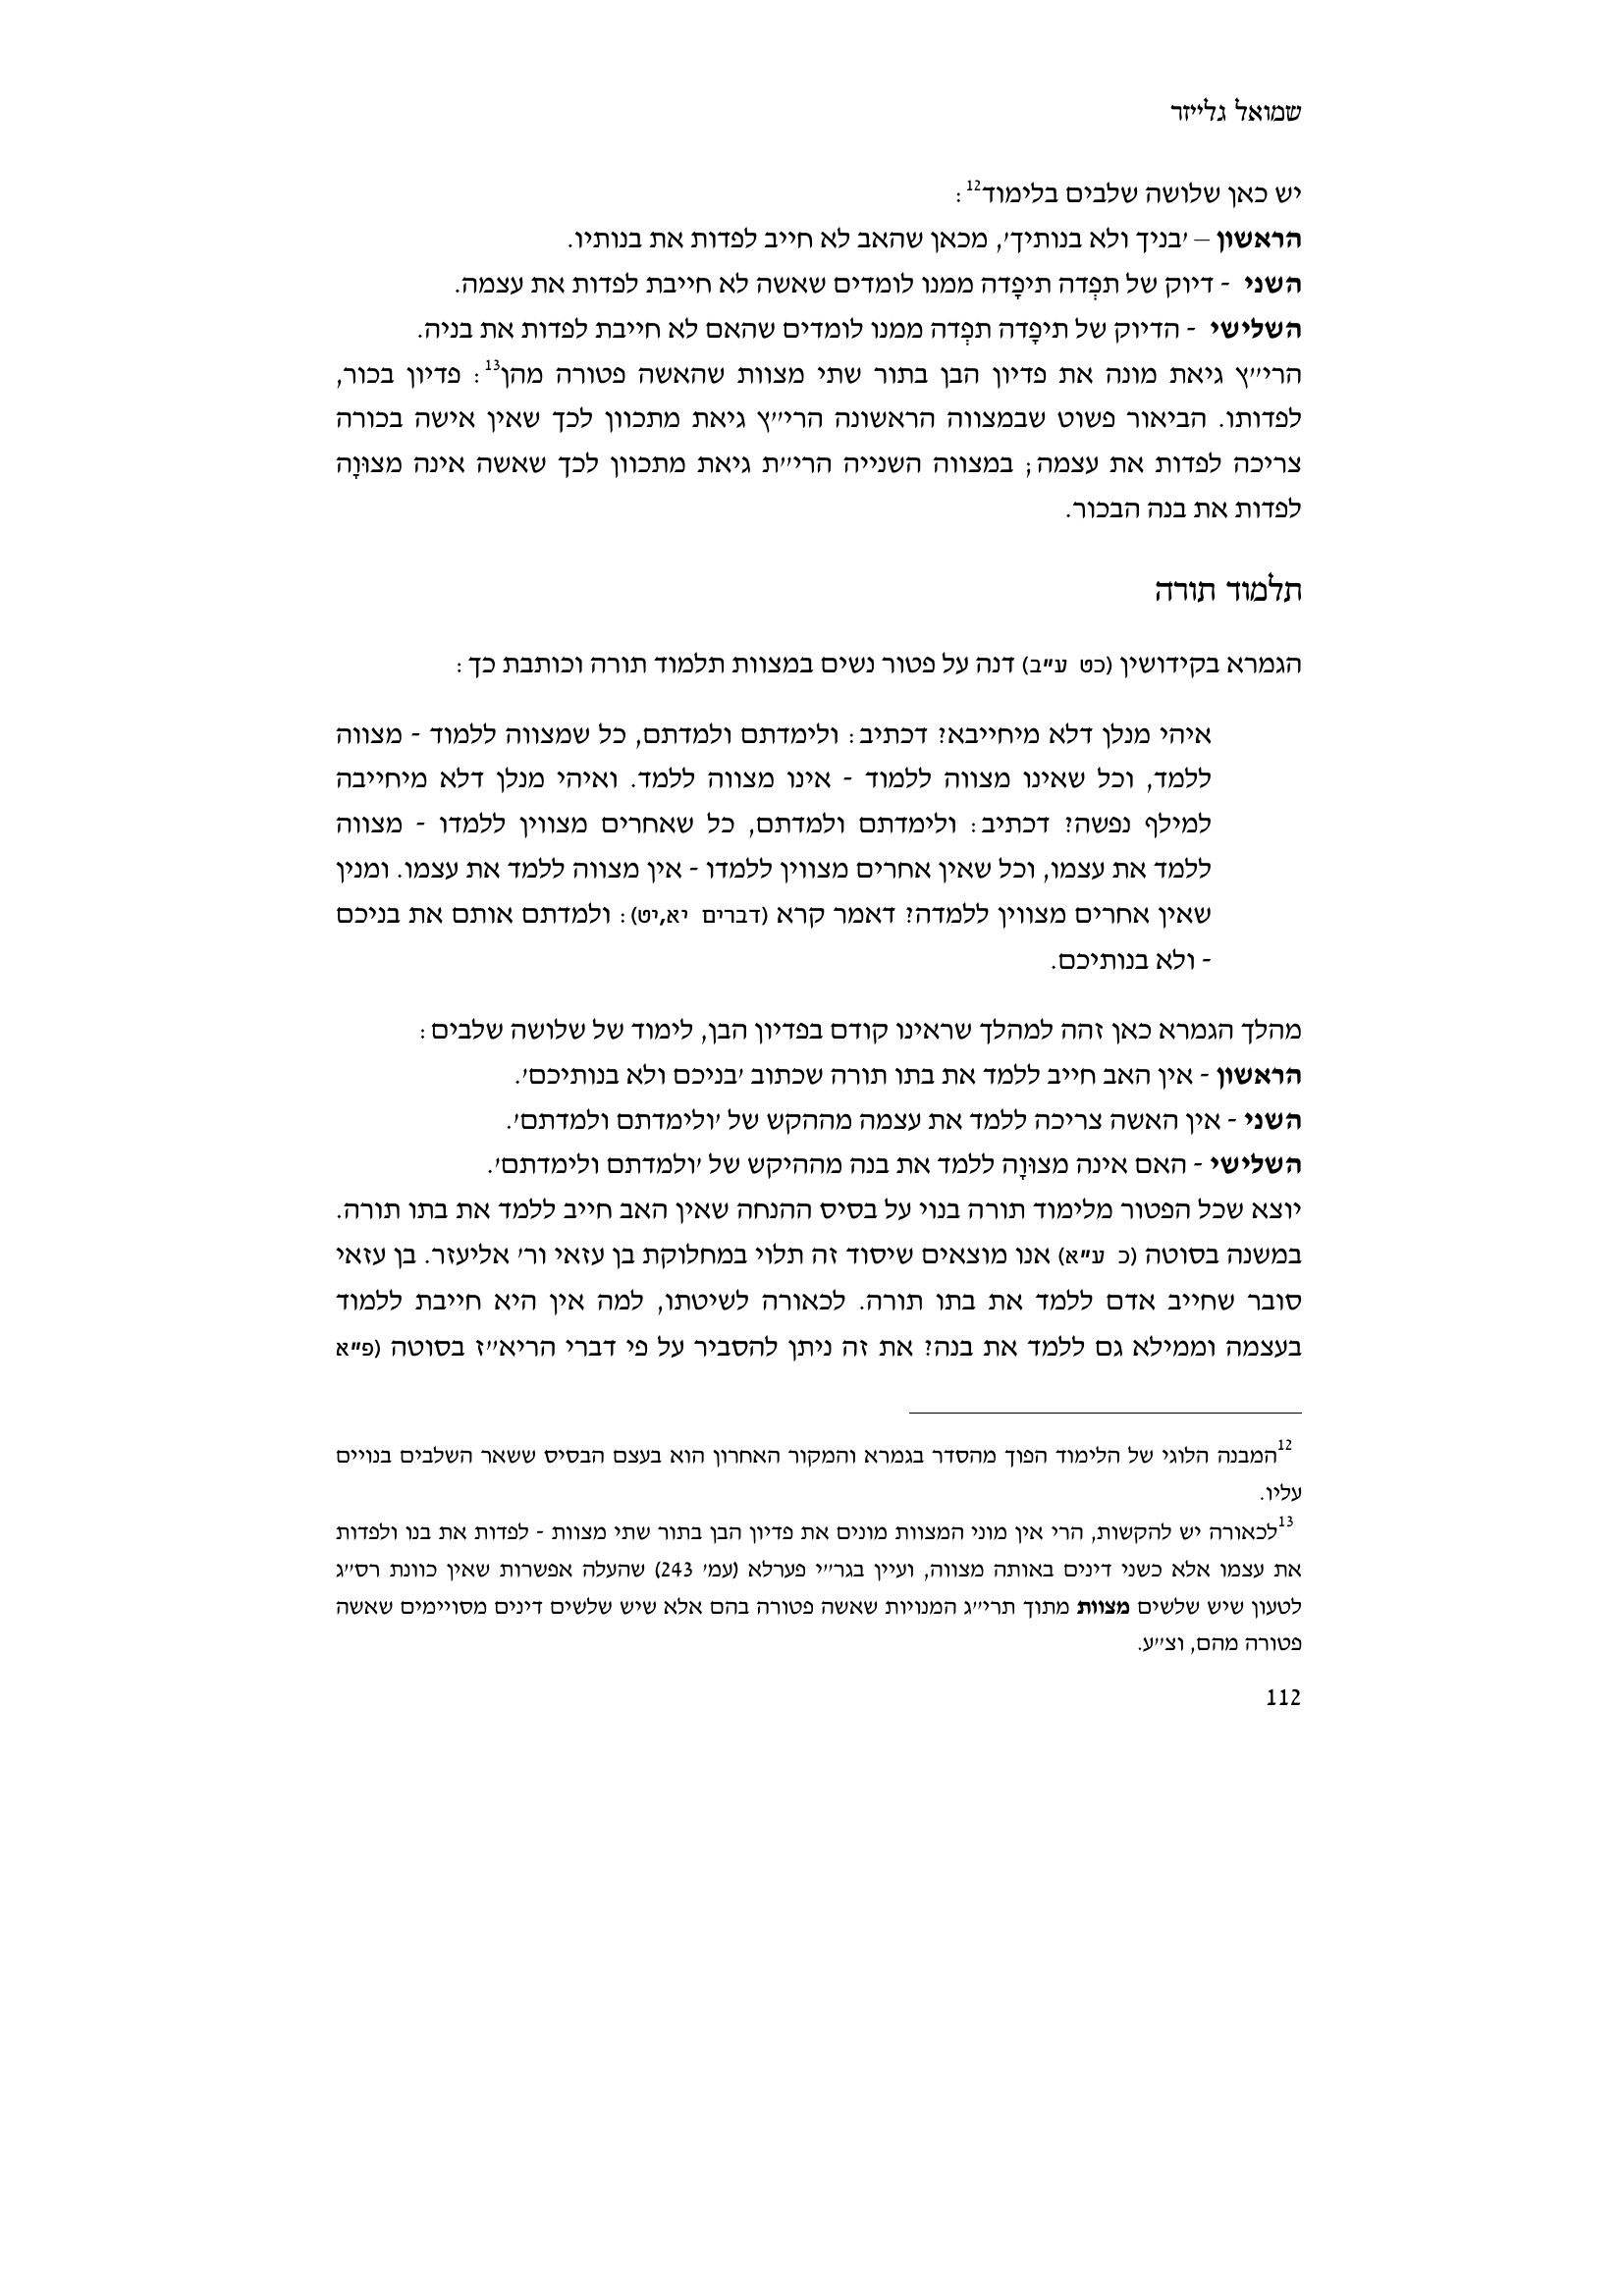 שמואל גלייזר
יש כאן שלושה שלבים בלימוד12:
הראשון – 'בניך ולא בנותיך', מכאן שהאב לא חייב לפדות את בנותיו.
השני - דיוק של תפְדה תיפָדה ממנו לומדים שאשה לא חייבת לפדות את עצמה.
השלישי - הדיוק של תיפָדה תפְדה ממנו לומדים שהאם לא חייבת לפדות את בניה.
הרי"ץ גיאת מונה את פדיון הבן בתור שתי מצוות שהאשה פטורה מהן13: פדיון בכור,
לפדותו. הביאור פשוט שבמצווה הראשונה הרי"ץ גיאת מתכוון לכך שאין אישה בכורה
צריכה לפדות את עצמה; במצווה השנייה הרי"ת גיאת מתכוון לכך שאשה אינה מצוּוָה
לפדות את בנה הבכור.
תלמוד תורה
הגמרא בקידושין (כט ע"ב) דנה על פטור נשים במצוות תלמוד תורה וכותבת כך:
איהי מנלן דלא מיחייבא? דכתיב: ולימדתם ולמדתם, כל שמצווה ללמוד - מצווה
ללמד, וכל שאינו מצווה ללמוד - אינו מצווה ללמד. ואיהי מנלן דלא מיחייבה
למילף נפשה? דכתיב: ולימדתם ולמדתם, כל שאחרים מצווין ללמדו - מצווה
ללמד את עצמו, וכל שאין אחרים מצווין ללמדו - אין מצווה ללמד את עצמו. ומנין
שאין אחרים מצווין ללמדה? דאמר קרא (דברים יא,יט): ולמדתם אותם את בניכם
- ולא בנותיכם.
מהלך הגמרא כאן זהה למהלך שראינו קודם בפדיון הבן, לימוד של שלושה שלבים:
הראשון - אין האב חייב ללמד את בתו תורה שכתוב 'בניכם ולא בנותיכם'.
השני - אין האשה צריכה ללמד את עצמה מההקש של 'ולימדתם ולמדתם'.
השלישי - האם אינה מצוּוָה ללמד את בנה מההיקש של 'ולמדתם ולימדתם'.
יוצא שכל הפטור מלימוד תורה בנוי על בסיס ההנחה שאין האב חייב ללמד את בתו תורה.
במשנה בסוטה (כ ע"א) אנו מוצאים שיסוד זה תלוי במחלוקת בן עזאי ור' אליעזר. בן עזאי
סובר שחייב אדם ללמד את בתו תורה. לכאורה לשיטתו, למה אין היא חייבת ללמוד
בעצמה וממילא גם ללמד את בנה? את זה ניתן להסביר על פי דברי הריא"ז בסוטה (פ"א
12המבנה הלוגי של הלימוד הפוך מהסדר בגמרא והמקור האחרון הוא בעצם הבסיס ששאר השלבים בנויים
עליו.
13לכאורה יש להקשות, הרי אין מוני המצוות מונים את פדיון הבן בתור שתי מצוות - לפדות את בנו ולפדות
את עצמו אלא כשני דינים באותה מצווה, ועיין בגר"י פערלא (עמ' 243) שהעלה אפשרות שאין כוונת רס"ג
לטעון שיש שלשים מצוות מתוך תרי"ג המנויות שאשה פטורה בהם אלא שיש שלשים דינים מסויימים שאשה
פטורה מהם, וצ"ע.
112